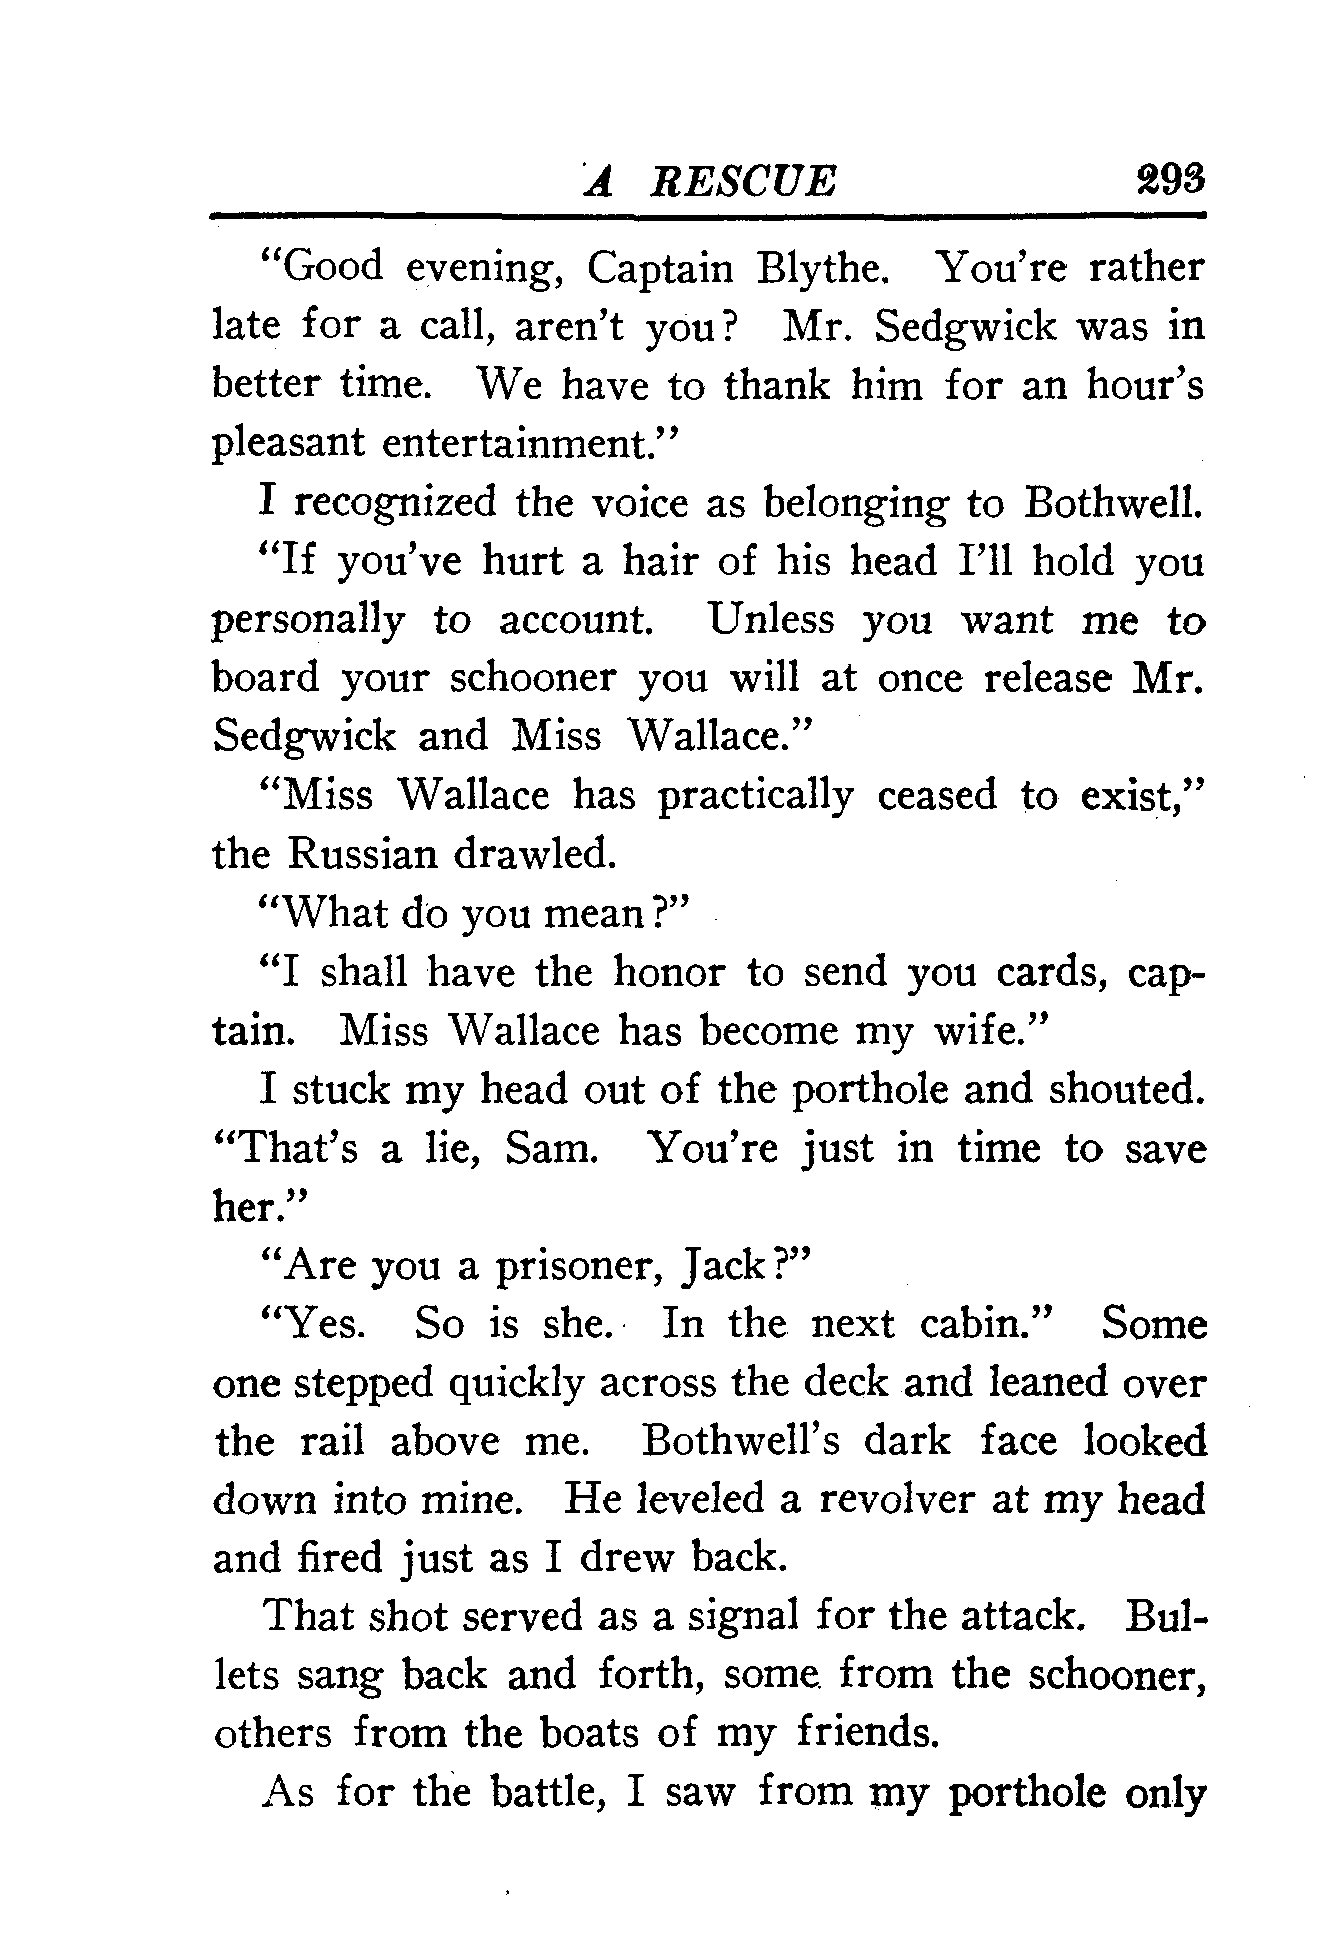 A RESCUE 293
“Good evening, Captain Blythe. You’re rather
late for a call, aren’t you? Mr. Sedgwick was in
better time. We have to thank him for an hour’s
pleasant entertainment.”
I recognized the voice as belonging to Bothwell.
“If you’ve hurt a hair of his head I’ll hold you
personally to account. Unless you want me to
board your schooner you will at once release Mr.
Sedgwick and Miss Wallace.”
“Miss Wallace has practically ceased to exist,”
the Russian drawled.
“What do you mean?”
“I shall have the honor to send you cards, cap-
tain. Miss Wallace has become my wife.”
I stuck my head out of the porthole and shouted.
“That’s a lie, Sam. You’re just in time to save
her.”
“Are you a prisoner, Jack?”
“Yes. So is she. In the next cabin.” Some
one stepped quickly across the deck and leaned over
the rail above me. Bothwell’s dark face looked
down into mine. He leveled a revolver at my head
and fired just as I drew back.
That shot served as a signal for the attack. Bul-
lets sang back and forth, some from the schooner,
others from the boats of my friends.
As for the battle, I saw from my porthole only